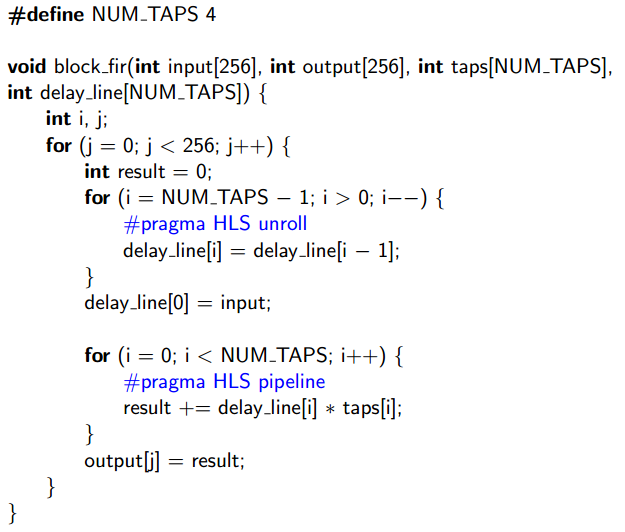 #define NUM_TAPS 4
void block_fir(int input[256], int output[256], int taps[NUM_TAPS],
int delay_line[NUM_TAPS]) {
int i, j;
for (j = 0; j < 256; j++) {
int result = 0;
for (i = NUM_TAPS − 1; i > 0; i−−) {
#pragma HLS unroll
delay_line[i] = delay_line[i − 1];
}
delay_line[0] = input;
for (i = 0; i < NUM_TAPS; i++) {
#pragma HLS pipeline
result += delay_line[i] * taps[i];
}
output[j] = result;
}
}